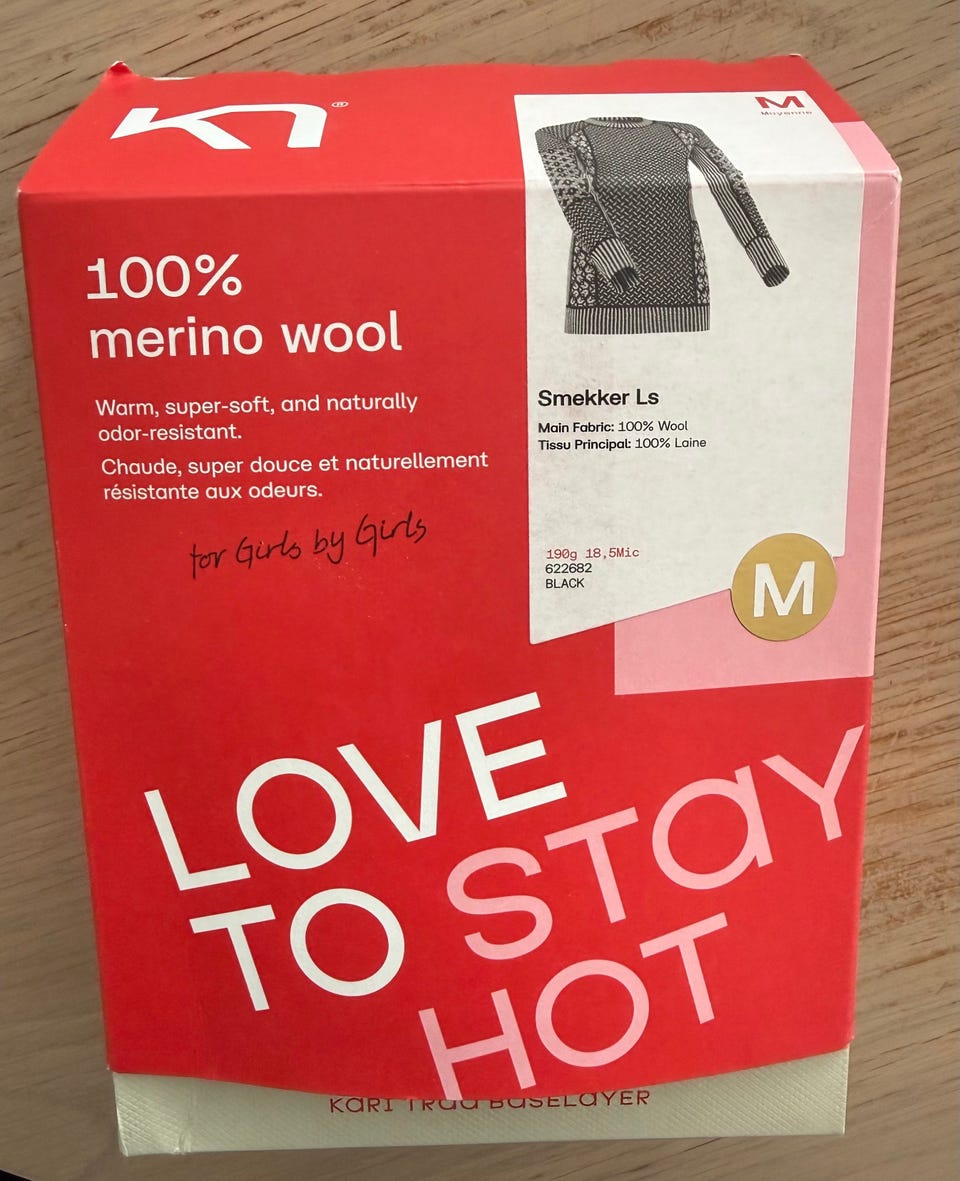 ®
M
Moyenne
100%
merino wool
Warm, super-soft, and naturally
odor-resistant.
Chaude, super douce et naturellement
résistante aux odeurs.
for Girls by Girls
Smekker Ls
Main Fabric: 100% Wool
Tissu Principal: 100% Laine
190g 18,5Mic
622682
BLACK
M
LOVE
TO STAY
HOT
KARI TRAA BASELAYER